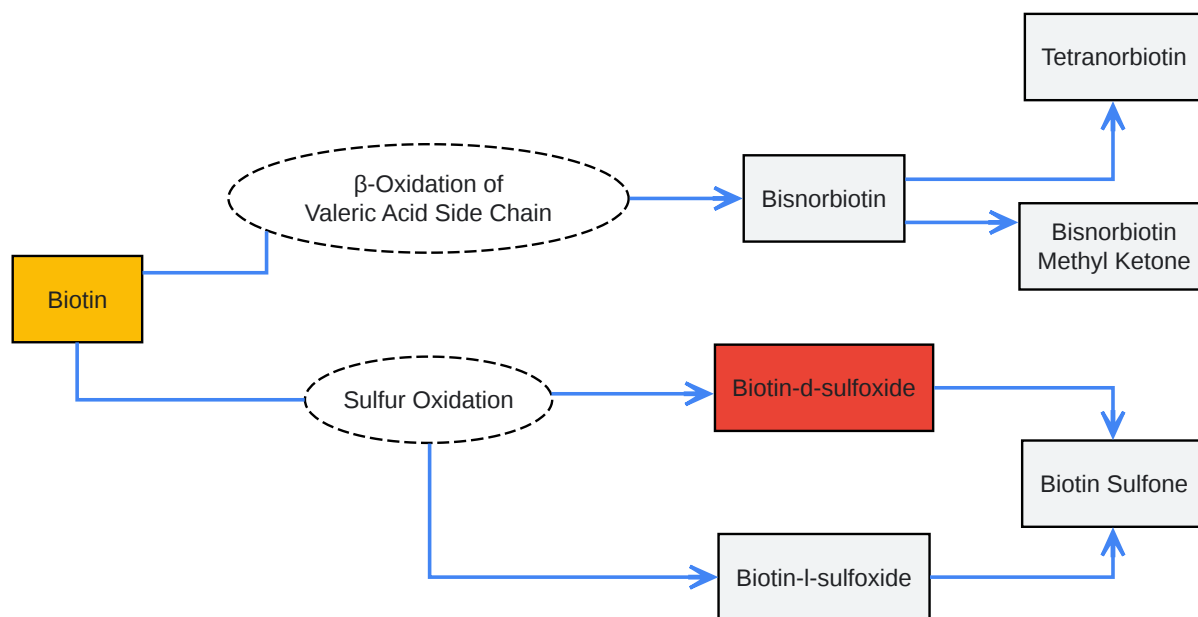 Tetranorbiotin
β-Oxidation of
Valeric Acid Side Chain
Bisnorbiotin
Bisnorbiotin
Methyl Ketone
Biotin
Biotin-d-sulfoxide
Sulfur Oxidation
Biotin Sulfone
Biotin-l-sulfoxide